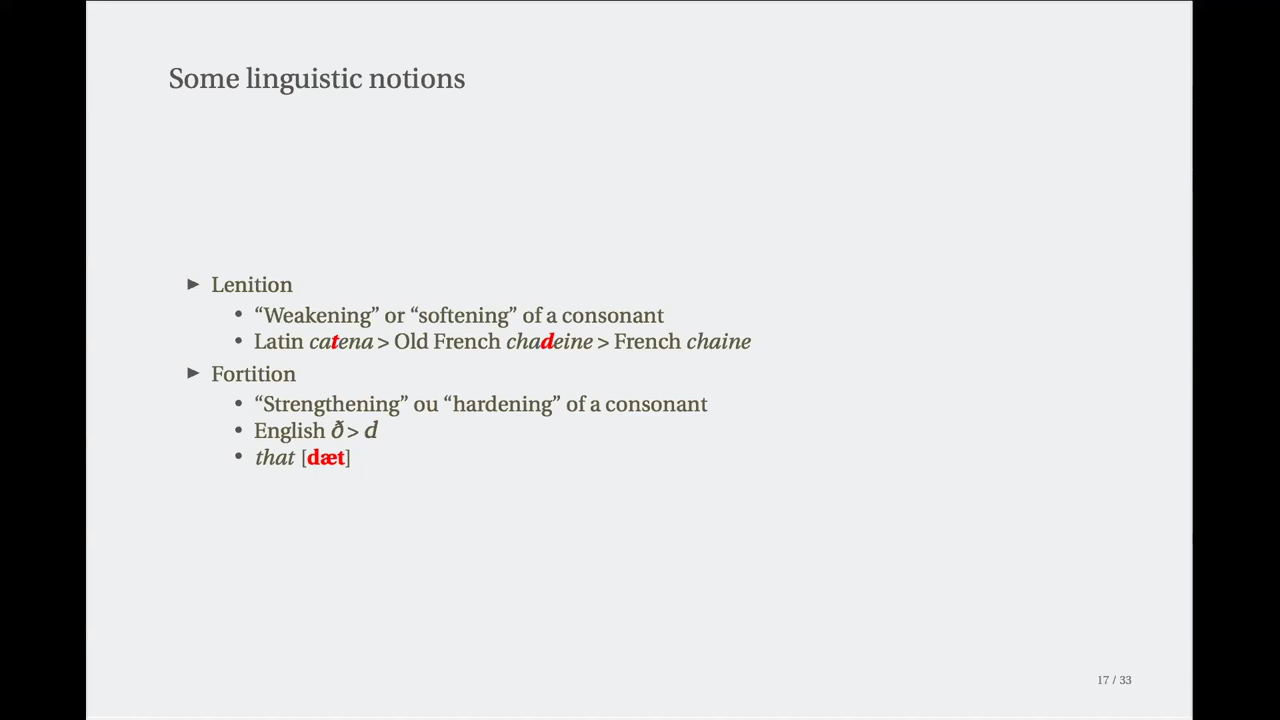 Some linguistic notions
▶ Lenition
• “Weakening” or “softening” of a consonant
• Latin catena > Old French chadeine > French chaine
▶ Fortition
• “Strengthening” ou “hardening” of a consonant
• English ð > d
• that [dæt]
17 / 33